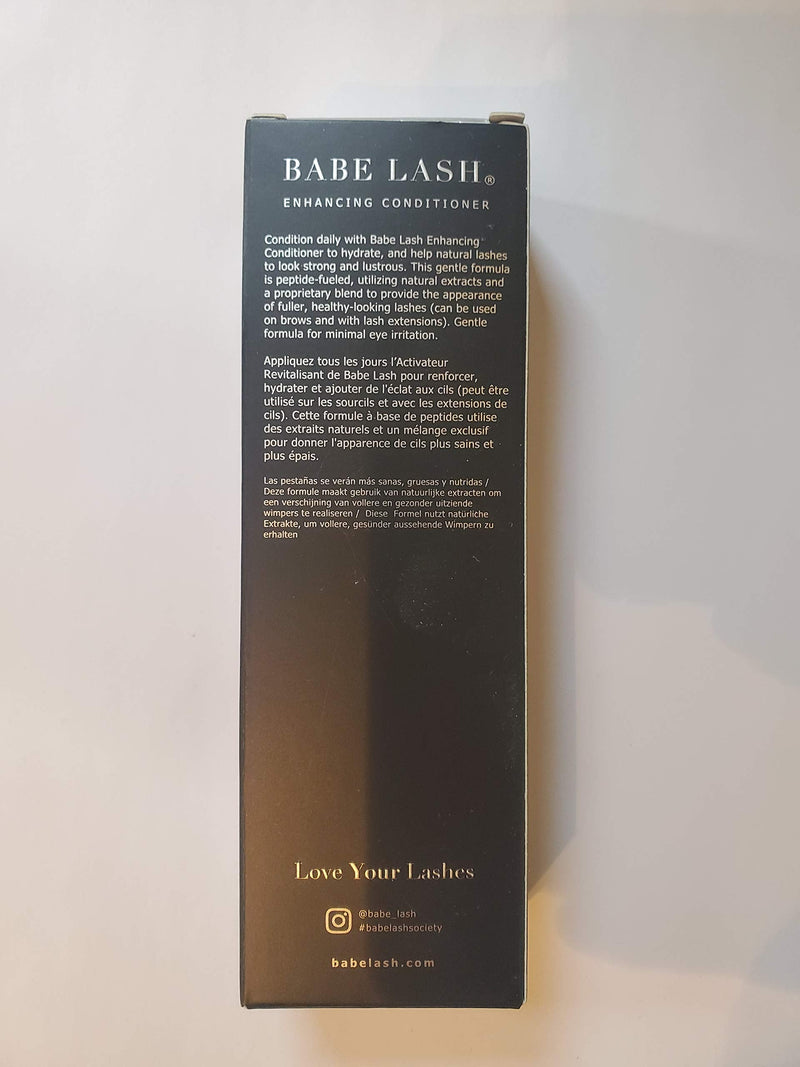 BABE LASH®
ENHANCING CONDITIONER
Condition daily with Babe Lash Enhancing
Conditioner to hydrate, and help natural lashes
to look strong and lustrous. This gentle formula
is peptide-fueled, utilizing natural extracts and
a proprietary blend to provide the appearance
of fuller, healthy-looking lashes (can be used
on brows and with lash extensions). Gentle
formula for minimal eye irritation.
Appliquez tous les jours l'Activateur
Revitalisant de Babe Lash pour renforcer,
hydrater et ajouter de l'éclat aux cils (peut être
utilisé sur les sourcils et avec les extensions de
cils). Cette formule à base de peptides utilise
des extraits naturels et un mélange exclusif
pour donner l'apparence de cils plus sains et
plus épais.
Las pestañas se verán más sanas, gruesas y nutridas /
Deze formule maakt gebruik van natuurlijke extracten om
een verschijning van vollere en gezonder uitziende
wimpers te realiseren / Diese Formel nutzt natürliche
Extrakte, um vollere, gesünder aussehende Wimpern zu
erhalten
Love Your Lashes
@babe_lash
#babelashsociety
babelash.com